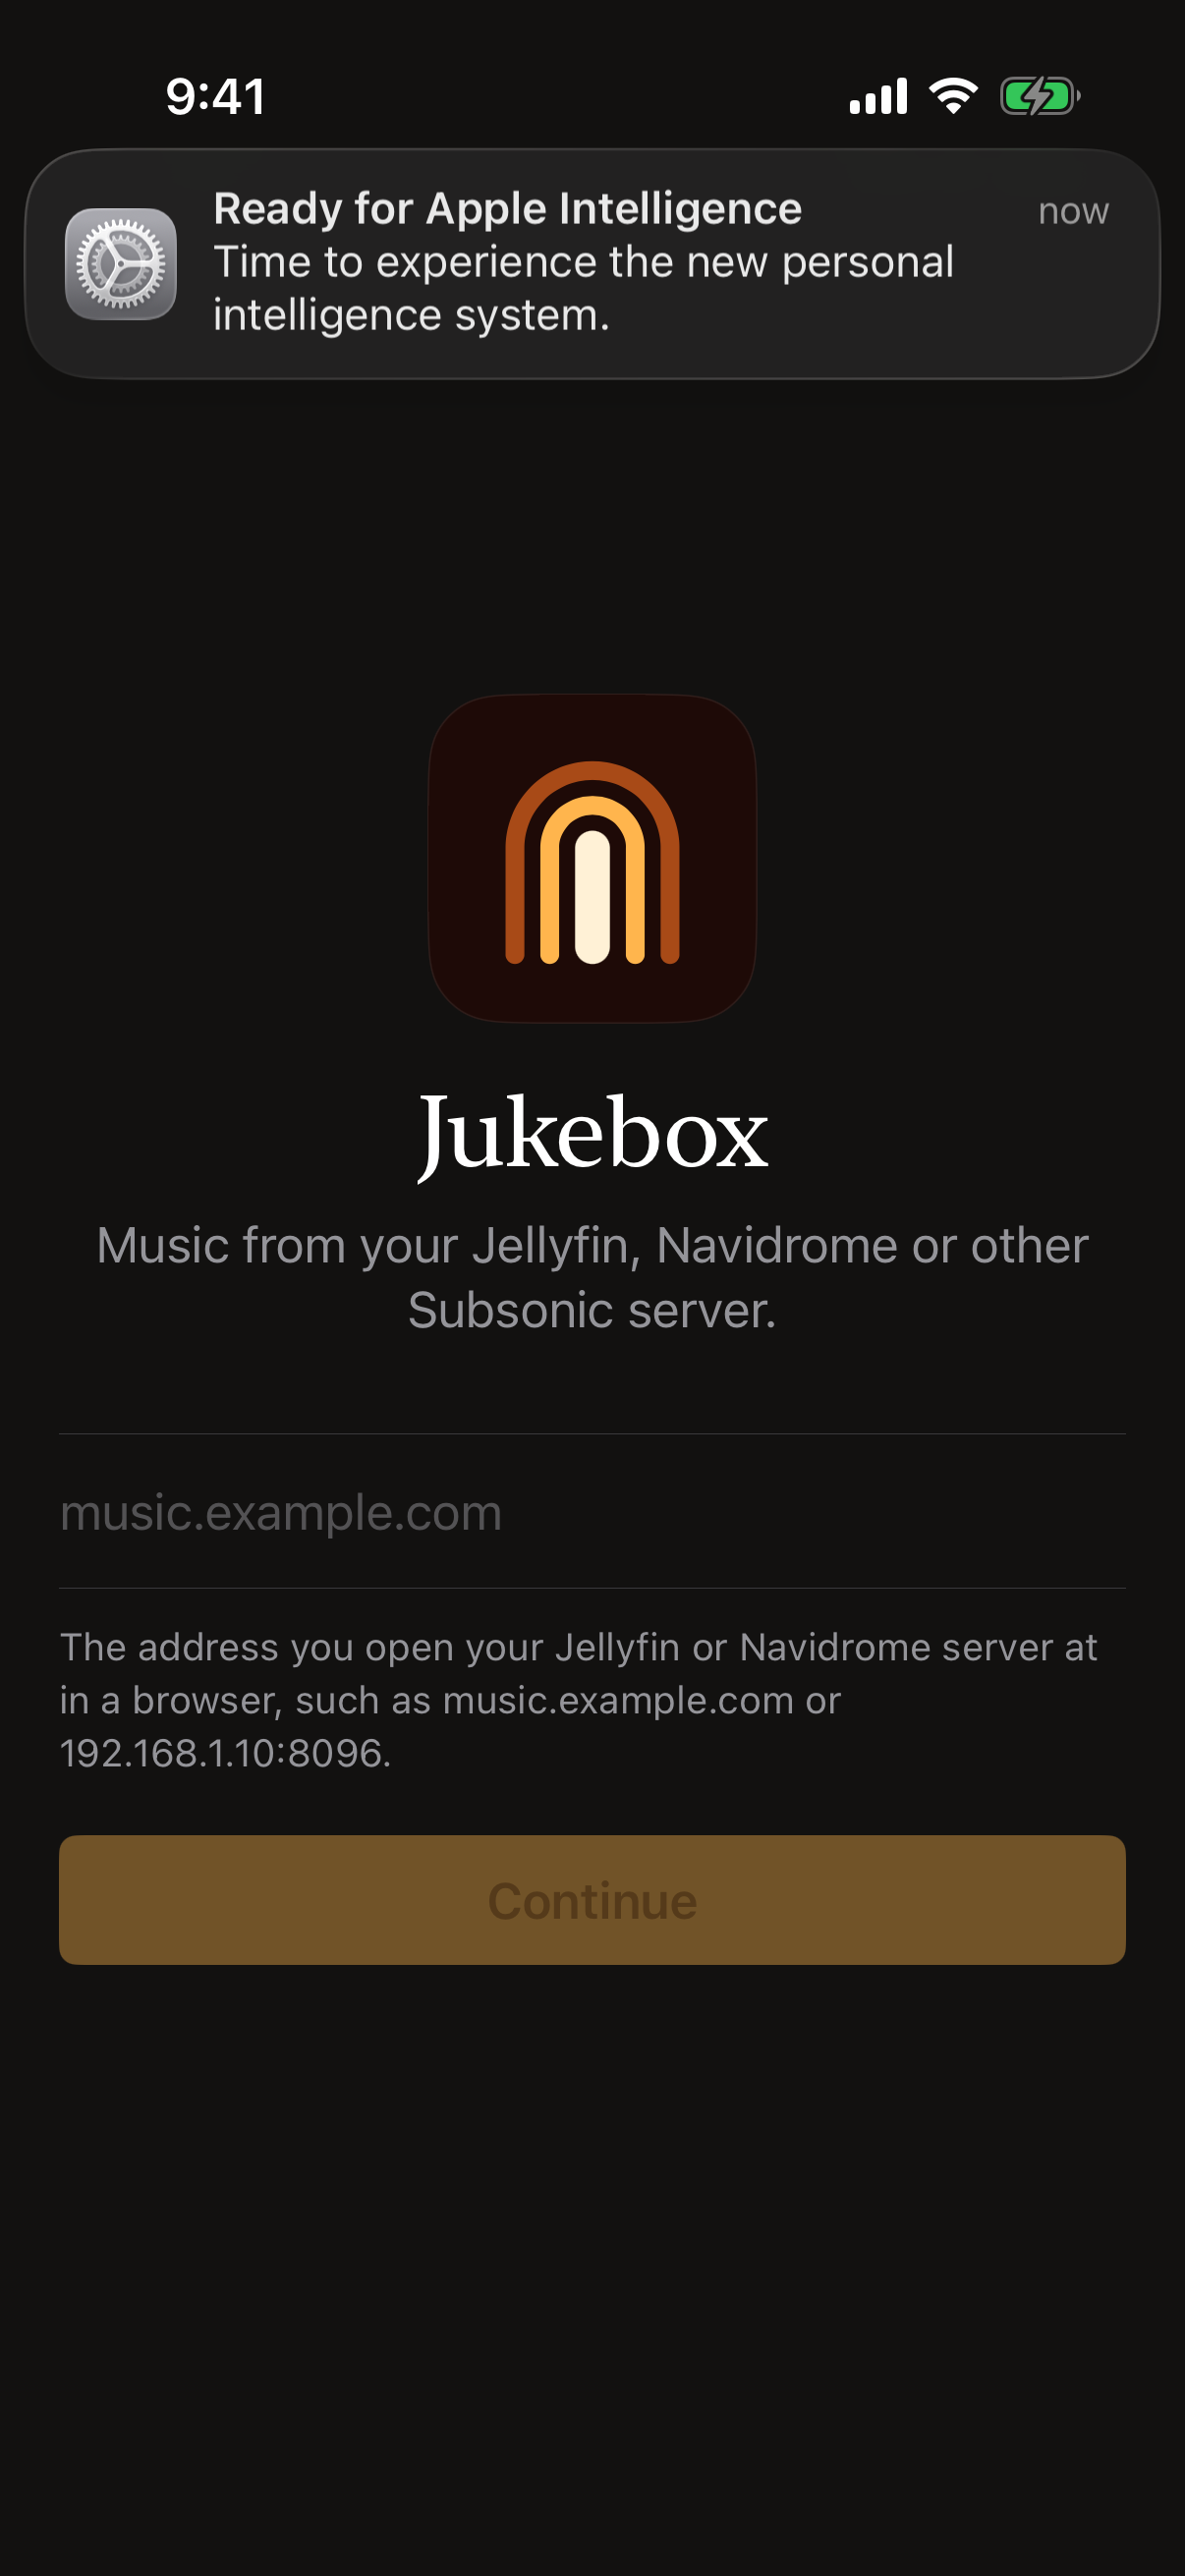 9:41
Ready for Apple Intelligence
now
Time to experience the new personal
intelligence system.
Jukebox
Music from your Jellyfin, Navidrome or other
Subsonic server.
music.example.com
The address you open your Jellyfin or Navidrome server at
in a browser, such as music.example.com or
192.168.1.10:8096.
Continue